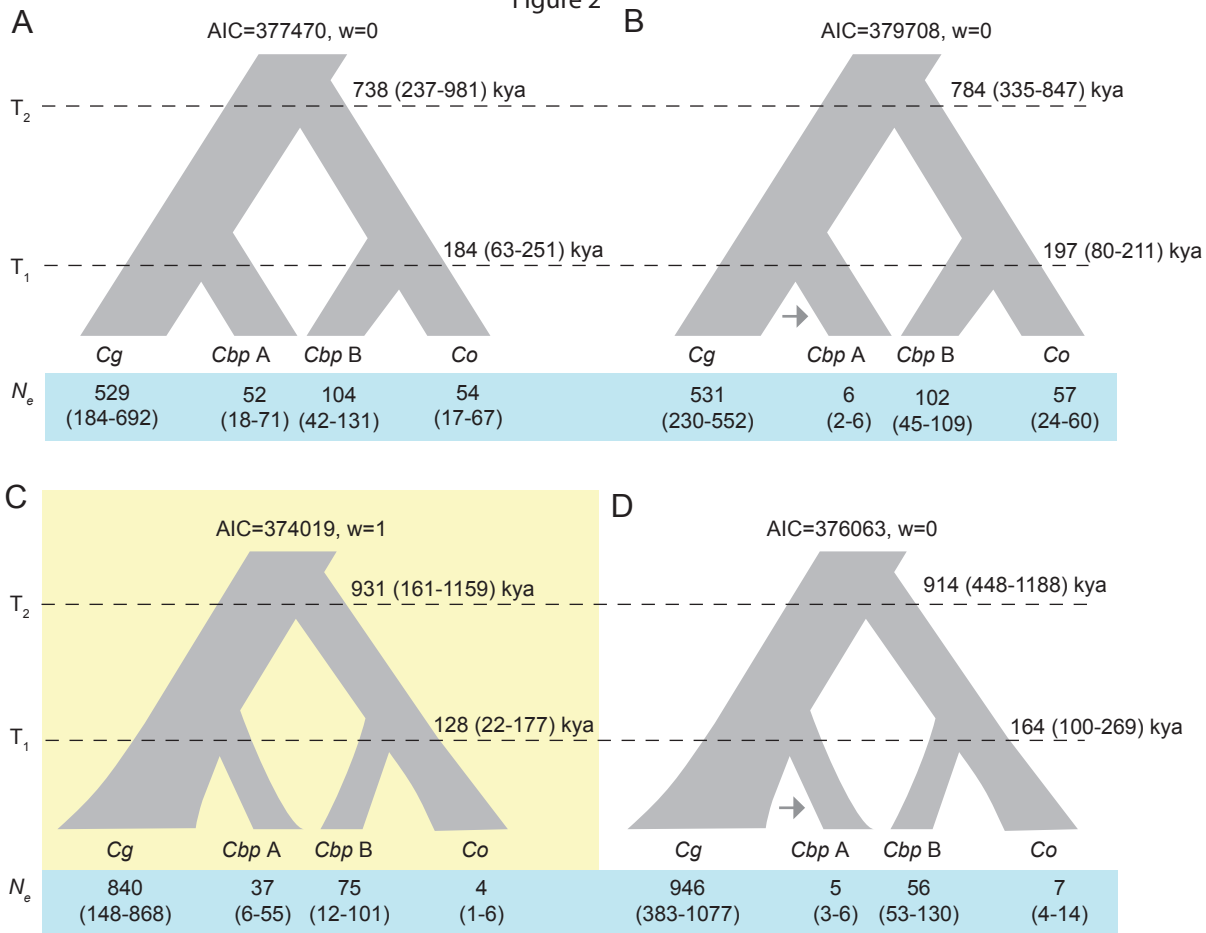 Figure 2
A
B
AIC=377470, w=0
AIC=379708, w=0
738 (237-981) kya
784 (335-847) kya
T2
184 (63-251) kya
197 (80-211) kya
T1
Cg Cbp A Cbp B Co
Cg Cbp A Cbp B Co
Ne
529 52 104 54
(184-692) (18-71) (42-131) (17-67)
531 6 102 57
(230-552) (2-6) (45-109) (24-60)
C
D
AIC=374019, w=1
AIC=376063, w=0
931 (161-1159) kya
914 (448-1188) kya
T2
128 (22-177) kya
164 (100-269) kya
T1
Cg Cbp A Cbp B Co
Cg Cbp A Cbp B Co
Ne
840 37 75 4
(148-868) (6-55) (12-101) (1-6)
946 5 56 7
(383-1077) (3-6) (53-130) (4-14)